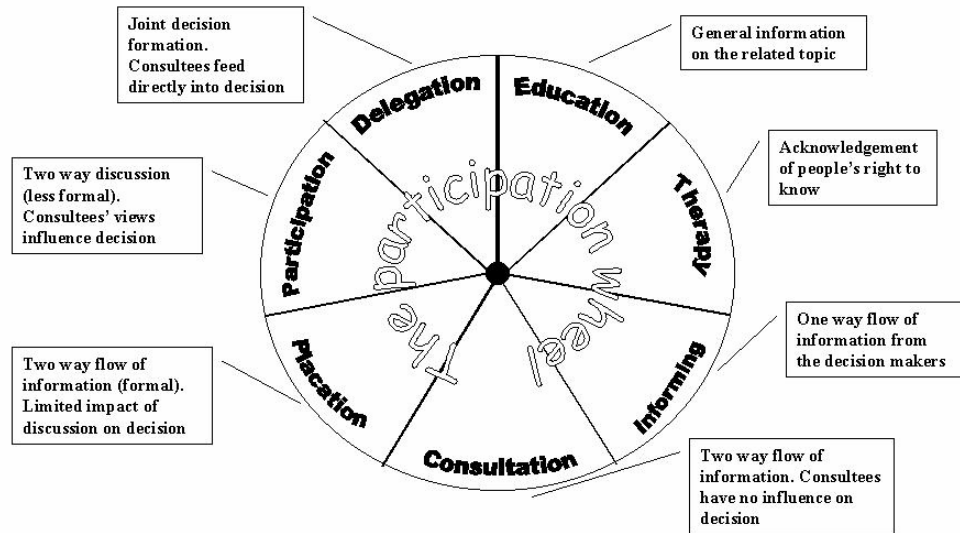 Joint decision
formation.
Consultees feed
directly into decision
General information
on the related topic
Delegation
Education
Two way discussion
(less formal).
Consultees' views
influence decision
Participation
Therapy
Acknowledgement
of people's right to
know
The participation wheel
Two way flow of
information (formal).
Limited impact of
discussion on decision
Placation
Informing
One way flow of
information from
the decision makers
Consultation
Two way flow of
information. Consultees
have no influence on
decision